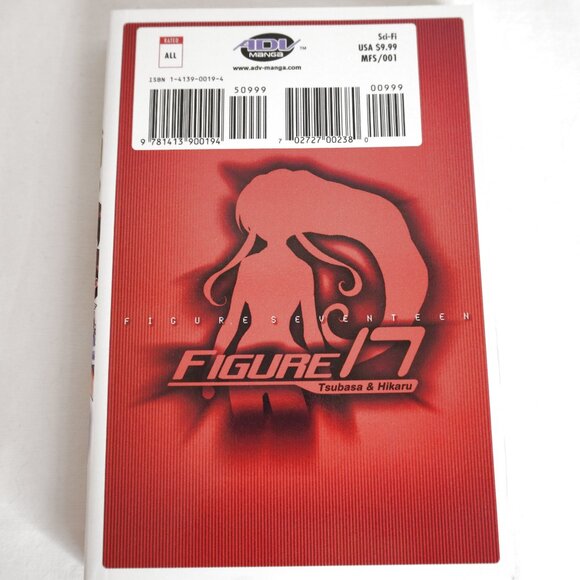 RATED
ALL
ADV
MANGA
TM
www.adv-manga.com
Sci-Fi
USA $9.99
MFS/001
ISBN 1-4139-0019-4
50999
00999
9 781413 900194
7 02727 00238 0
FIGURE SEVENTEEN
FIGURE 17
Tsubasa & Hikaru